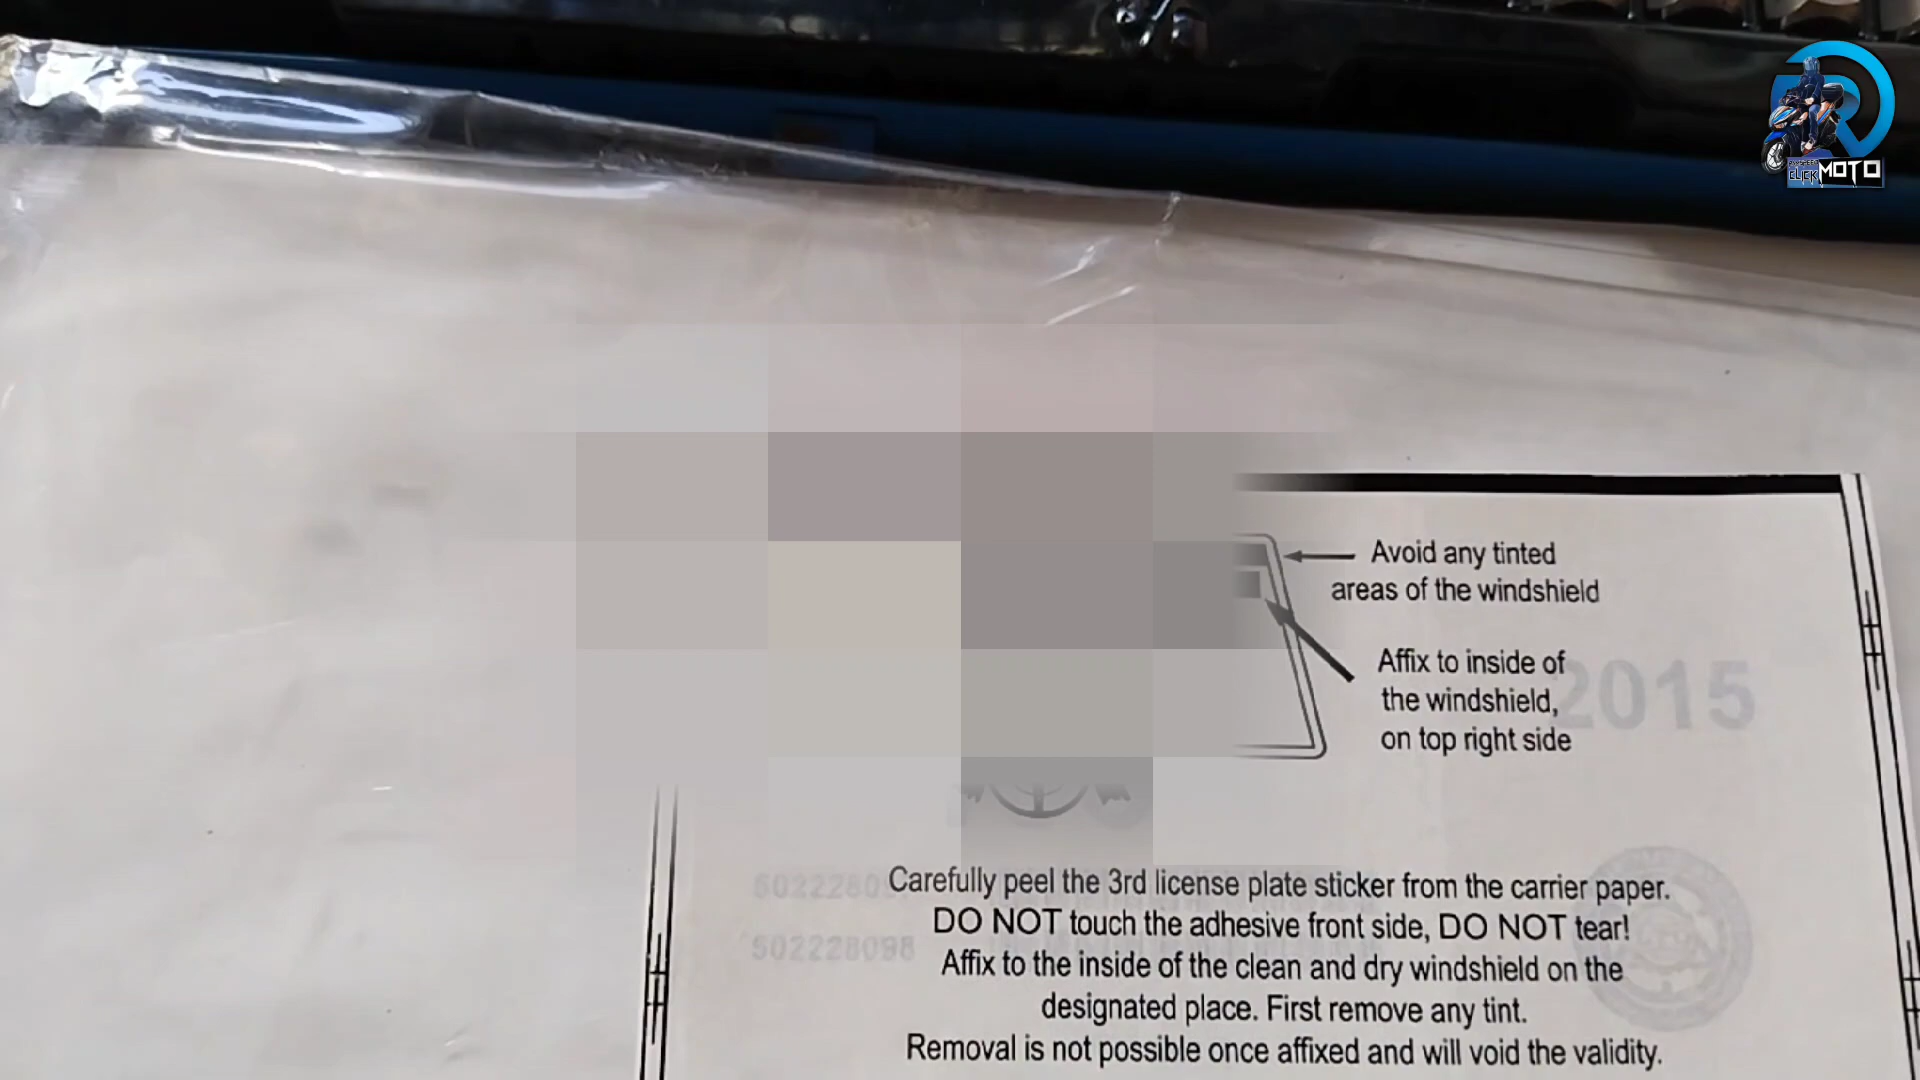 CLICK MOTO
Avoid any tinted
areas of the windshield
Affix to inside of
the windshield,
on top right side
2015
Carefully peel the 3rd license plate sticker from the carrier paper.
DO NOT touch the adhesive front side, DO NOT tear!
502228098
Affix to the inside of the clean and dry windshield on the
designated place. First remove any tint.
Removal is not possible once affixed and will void the validity.